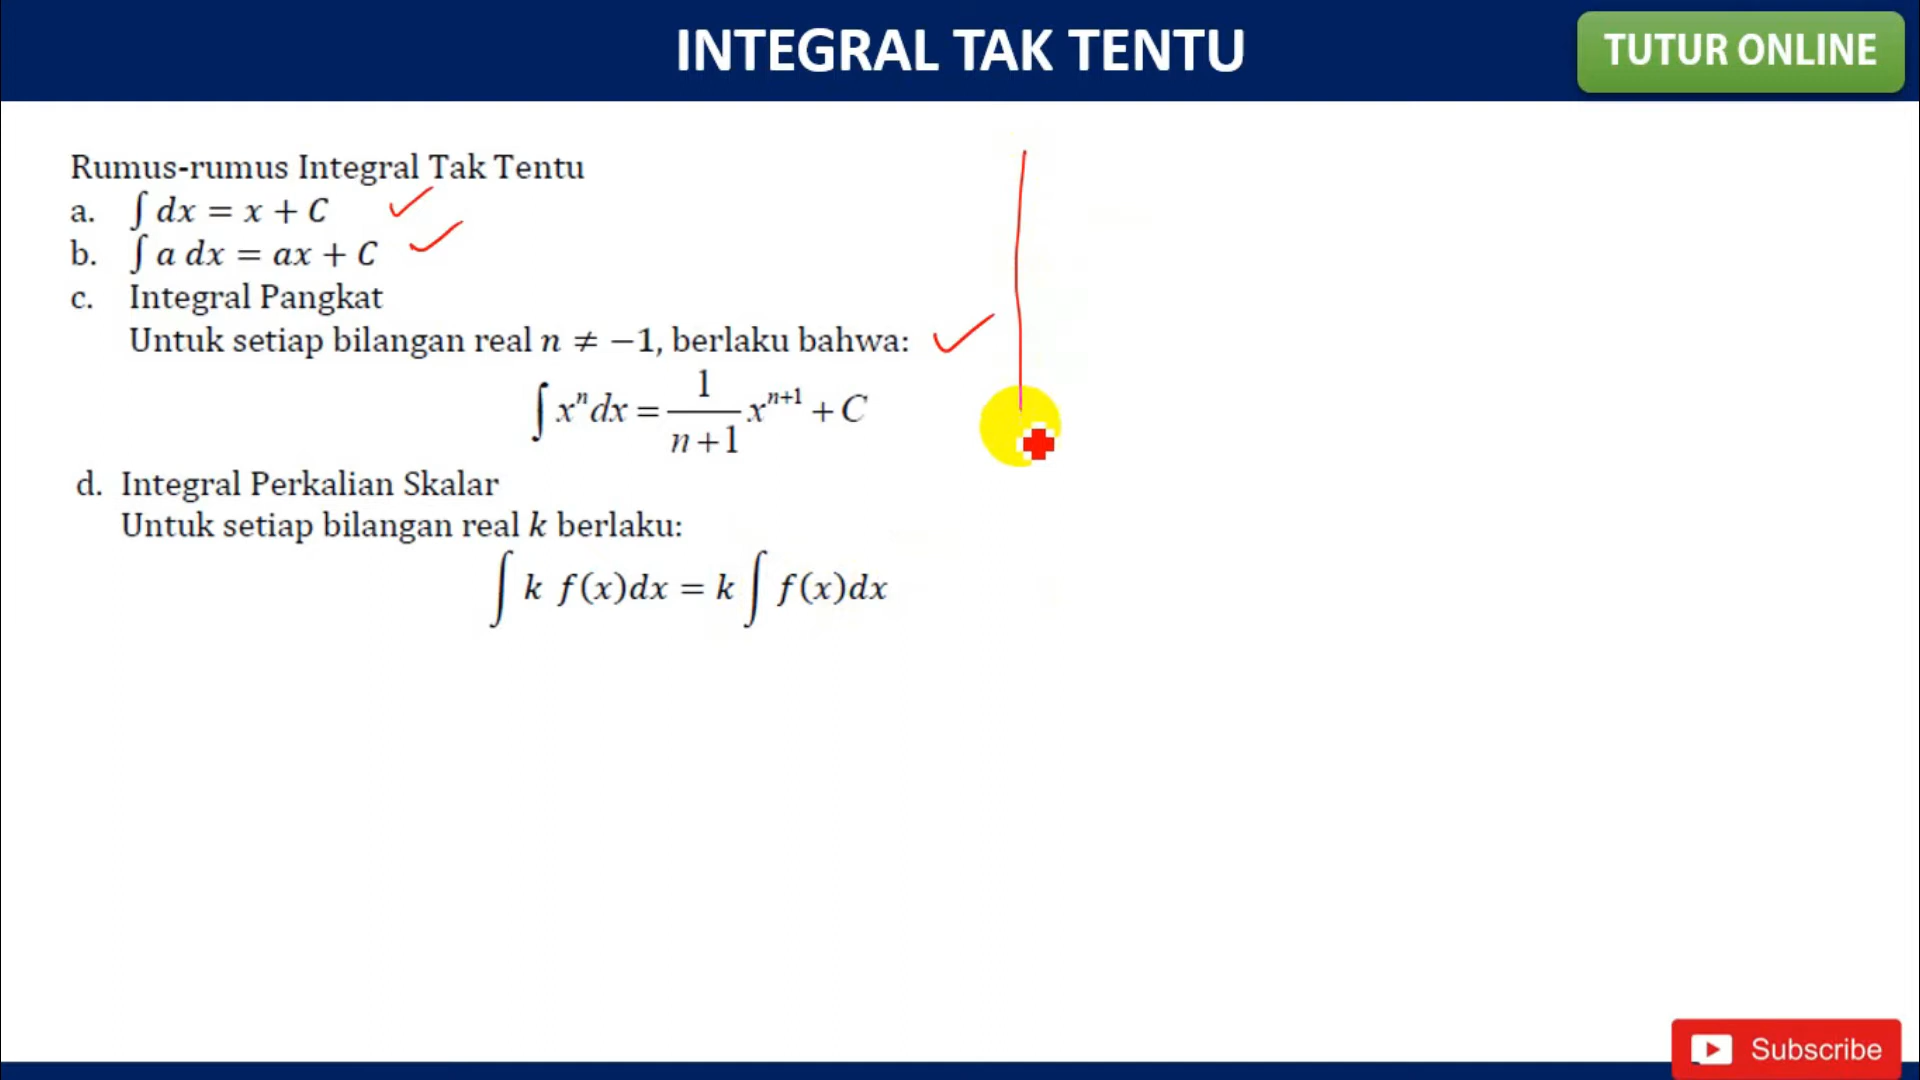 INTEGRAL TAK TENTU
TUTUR ONLINE
Rumus-rumus Integral Tak Tentu
a. ∫ dx = x + C
b. ∫ a dx = ax + C
c. Integral Pangkat
Untuk setiap bilangan real n ≠ −1, berlaku bahwa:
∫ xⁿ dx = 1/(n+1) xⁿ⁺¹ + C
d. Integral Perkalian Skalar
Untuk setiap bilangan real k berlaku:
∫ k f(x)dx = k ∫ f(x)dx
Subscribe